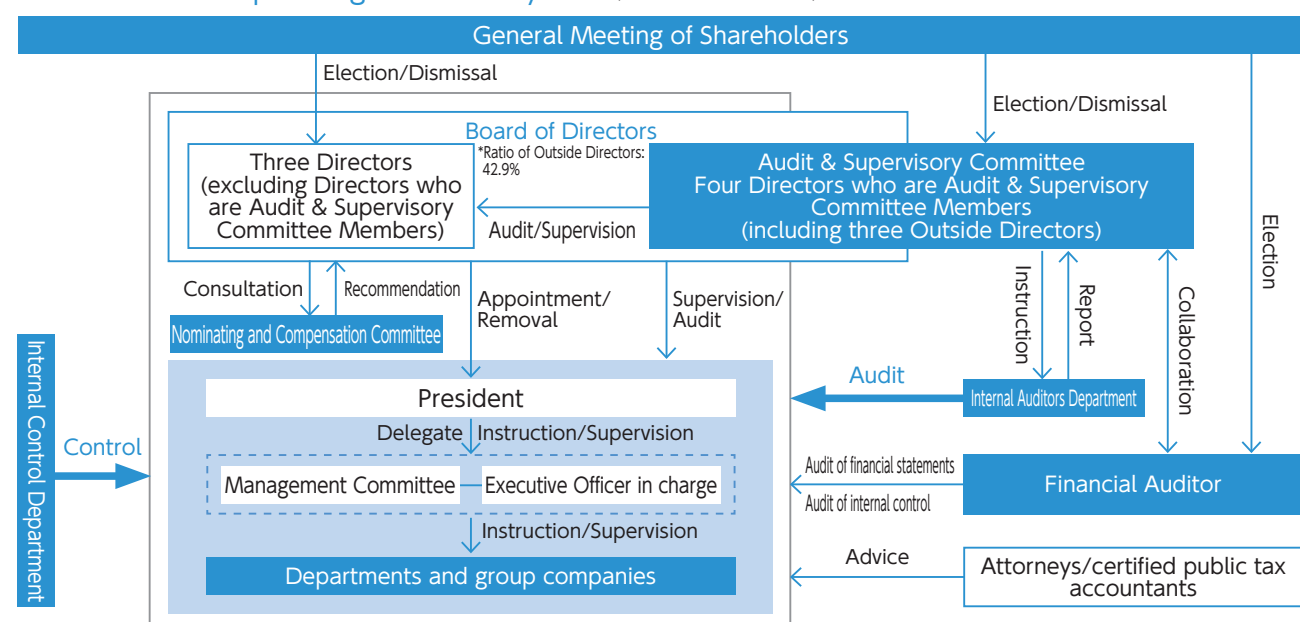 General Meeting of Shareholders
Election/Dismissal
Election/Dismissal
Election
Board of Directors
*Ratio of Outside Directors:
42.9%
Three Directors
(excluding Directors who
are Audit & Supervisory
Committee Members)
Audit & Supervisory Committee
Four Directors who are Audit & Supervisory
Committee Members
(including three Outside Directors)
Audit/Supervision
Consultation
Recommendation
Appointment/
Removal
Supervision/
Audit
Instruction
Report
Collaboration
Nominating and Compensation Committee
Internal Control Department
Control
President
Audit
Internal Auditors Department
Delegate
Instruction/Supervision
Management Committee
Executive Officer in charge
Audit of financial statements
Audit of internal control
Financial Auditor
Instruction/Supervision
Departments and group companies
Advice
Attorneys/certified public tax
accountants